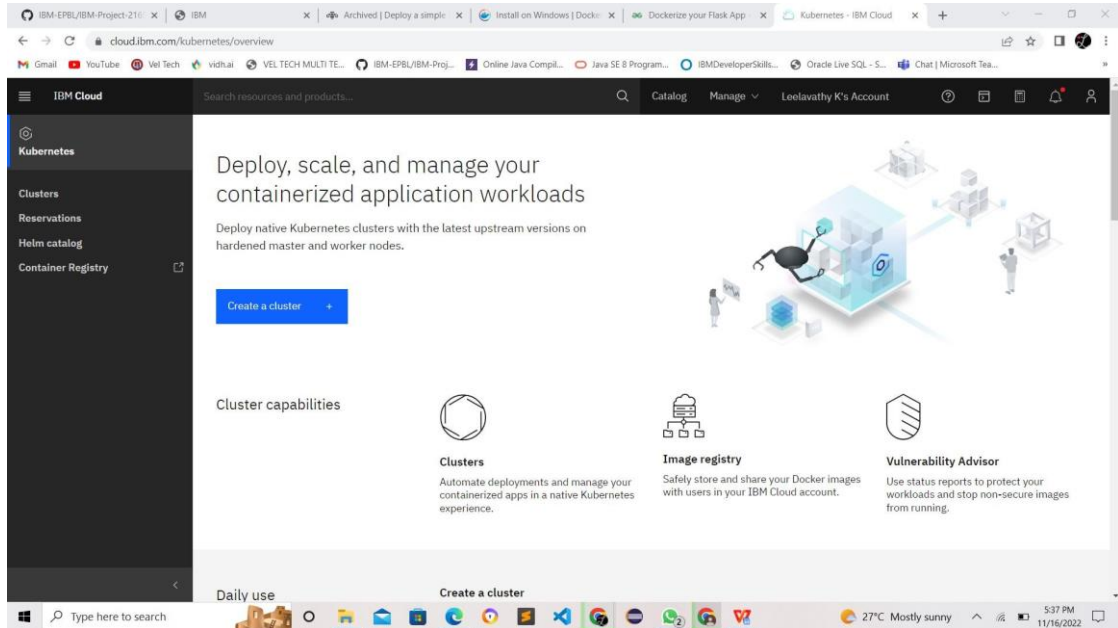 IBM-EPBL/IBM-Project-216
IBM
Archived | Deploy a simple
Install on Windows | Docke
Dockerize your Flask App
Kubernetes - IBM Cloud
cloud.ibm.com/kubernetes/overview
Gmail
YouTube
Vel Tech
vidh.ai
VEL TECH MULTI TE...
IBM-EPBL/IBM-Proj...
Online Java Compil...
Java SE 8 Program...
IBMDeveloperSkills...
Oracle Live SQL - S...
Chat | Microsoft Tea...
IBM Cloud
Search resources and products...
Catalog
Manage
Leelavathy K's Account
Kubernetes
Clusters
Reservations
Helm catalog
Container Registry
Deploy, scale, and manage your
containerized application workloads
Deploy native Kubernetes clusters with the latest upstream versions on
hardened master and worker nodes.
Create a cluster +
Cluster capabilities
Clusters
Automate deployments and manage your
containerized apps in a native Kubernetes
experience.
Image registry
Safely store and share your Docker images
with users in your IBM Cloud account.
Vulnerability Advisor
Use status reports to protect your
workloads and stop non-secure images
from running.
Daily use
Create a cluster
Type here to search
27°C Mostly sunny
5:37 PM
11/16/2022